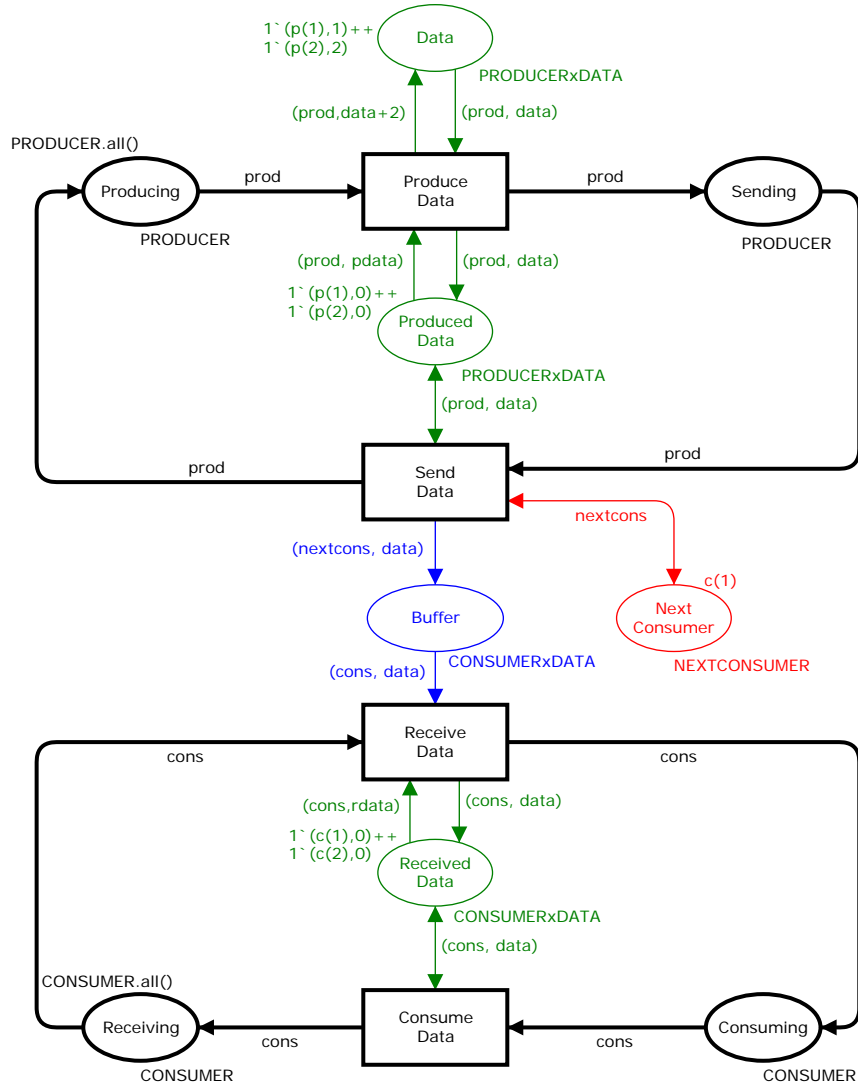 1`(p(1),1)++
1`(p(2),2)
Data
PRODUCERxDATA
(prod,data+2)
(prod, data)
PRODUCER.all()
Producing
prod
Produce
Data
prod
Sending
PRODUCER
PRODUCER
(prod, pdata)
(prod, data)
1`(p(1),0)++
1`(p(2),0)
Produced
Data
PRODUCERxDATA
(prod, data)
prod
Send
Data
prod
nextcons
(nextcons, data)
c(1)
Buffer
Next
Consumer
CONSUMERxDATA
NEXTCONSUMER
(cons, data)
Receive
Data
cons
cons
(cons,rdata)
(cons, data)
1`(c(1),0)++
1`(c(2),0)
Received
Data
CONSUMERxDATA
(cons, data)
CONSUMER.all()
Receiving
cons
Consume
Data
cons
Consuming
CONSUMER
CONSUMER